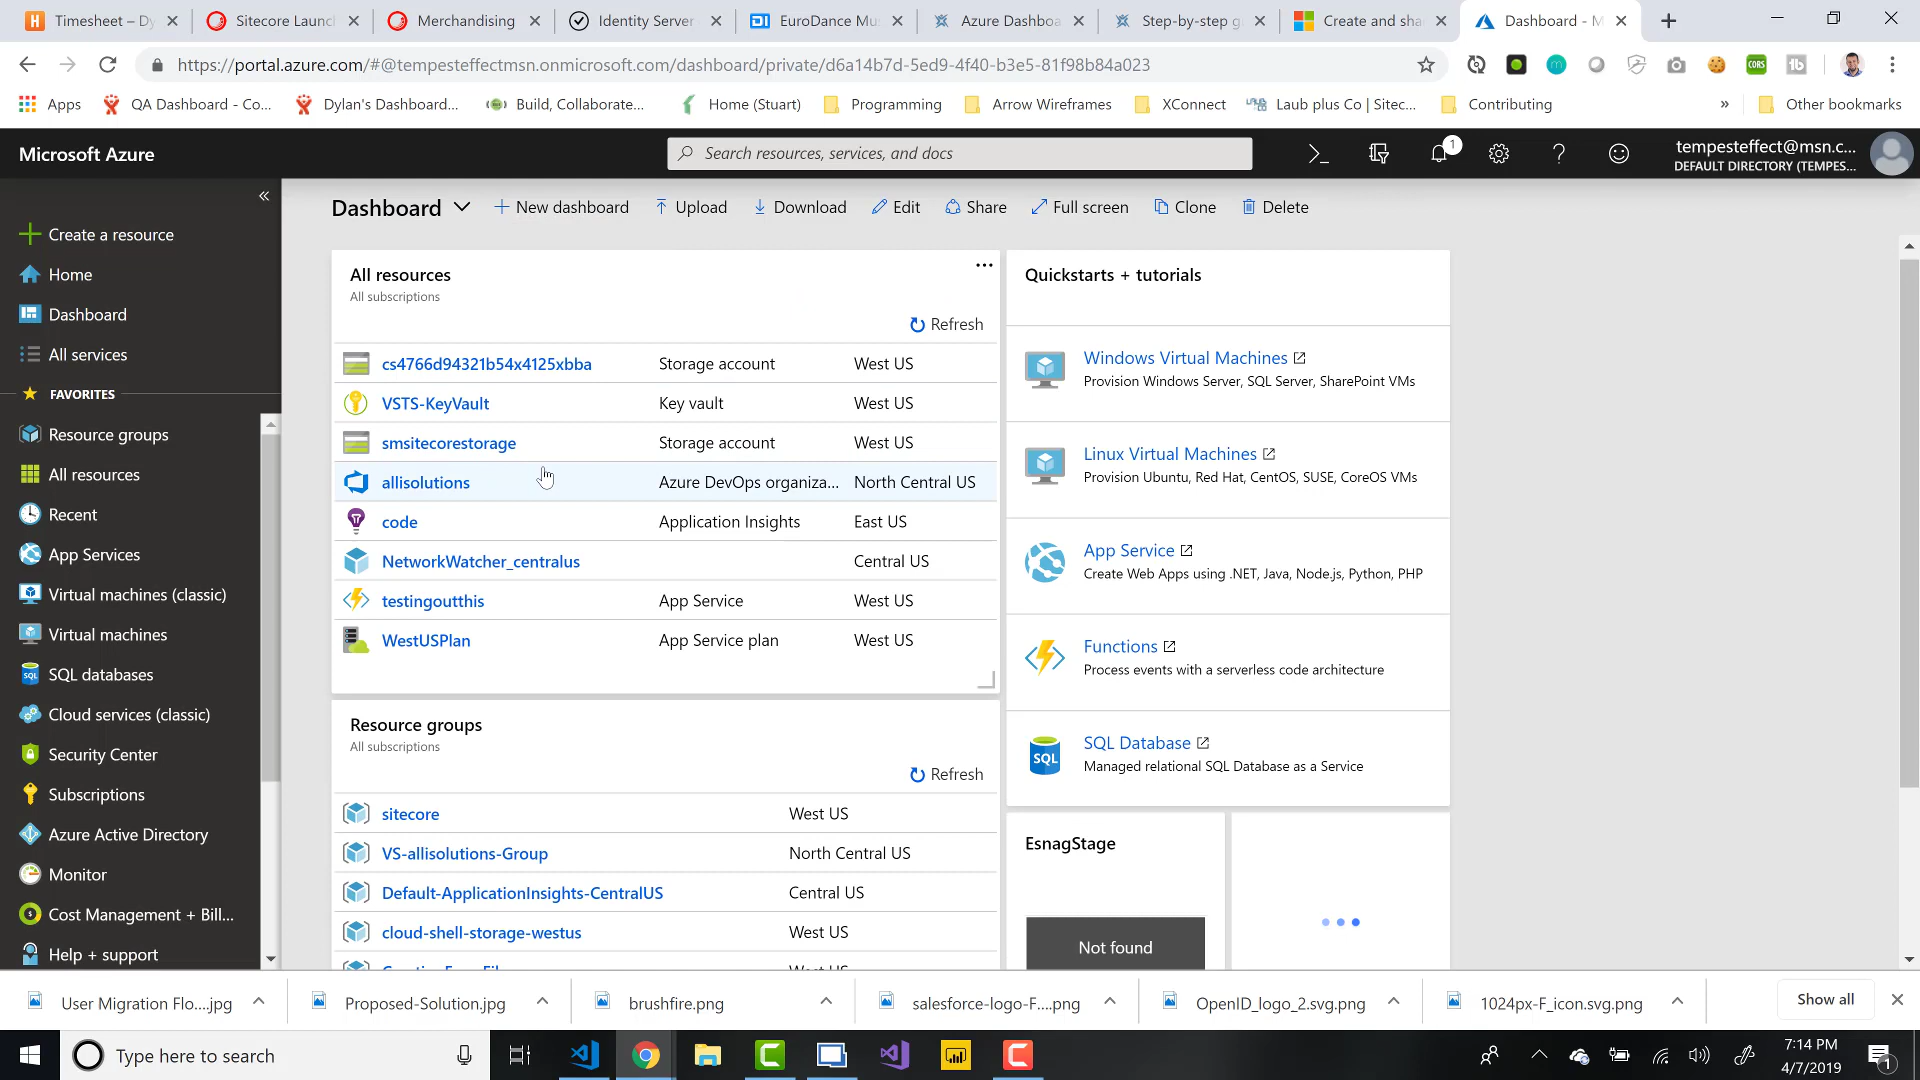 Timesheet – Dy
Sitecore Launc
Merchandising
Identity Server
EuroDance Mu
Azure Dashboa
Step-by-step g
Create and sha
Dashboard - M
https://portal.azure.com/#@tempesteffectmsn.onmicrosoft.com/dashboard/private/d6a14b7d-5ed9-4f40-b3e5-81f98b84a023
CORS
Apps
QA Dashboard - Co...
Dylan's Dashboard...
Build, Collaborate...
Home (Stuart)
Programming
Arrow Wireframes
XConnect
Laub plus Co | Sitec...
Contributing
»
Other bookmarks
Microsoft Azure
Search resources, services, and docs
1
tempesteffect@msn.c...
DEFAULT DIRECTORY (TEMPES...
«
Create a resource
Home
Dashboard
All services
FAVORITES
Resource groups
All resources
Recent
App Services
Virtual machines (classic)
Virtual machines
SQL databases
Cloud services (classic)
Security Center
Subscriptions
Azure Active Directory
Monitor
Cost Management + Bill...
Help + support
Dashboard
New dashboard
Upload
Download
Edit
Share
Full screen
Clone
Delete
All resources
All subscriptions
Refresh
cs4766d94321b54x4125xbba Storage account West US
VSTS-KeyVault Key vault West US
smsitecorestorage Storage account West US
allisolutions Azure DevOps organiza... North Central US
code Application Insights East US
NetworkWatcher_centralus Central US
testingoutthis App Service West US
WestUSPlan App Service plan West US
Resource groups
All subscriptions
Refresh
sitecore West US
VS-allisolutions-Group North Central US
Default-ApplicationInsights-CentralUS Central US
cloud-shell-storage-westus West US
West US
Quickstarts + tutorials
Windows Virtual Machines
Provision Windows Server, SQL Server, SharePoint VMs
Linux Virtual Machines
Provision Ubuntu, Red Hat, CentOS, SUSE, CoreOS VMs
App Service
Create Web Apps using .NET, Java, Node.js, Python, PHP
Functions
Process events with a serverless code architecture
SQL
SQL Database
Managed relational SQL Database as a Service
EsnagStage
Not found
User Migration Flo....jpg
Proposed-Solution.jpg
brushfire.png
salesforce-logo-F....png
OpenID_logo_2.svg.png
1024px-F_icon.svg.png
Show all
Type here to search
7:14 PM
4/7/2019
1